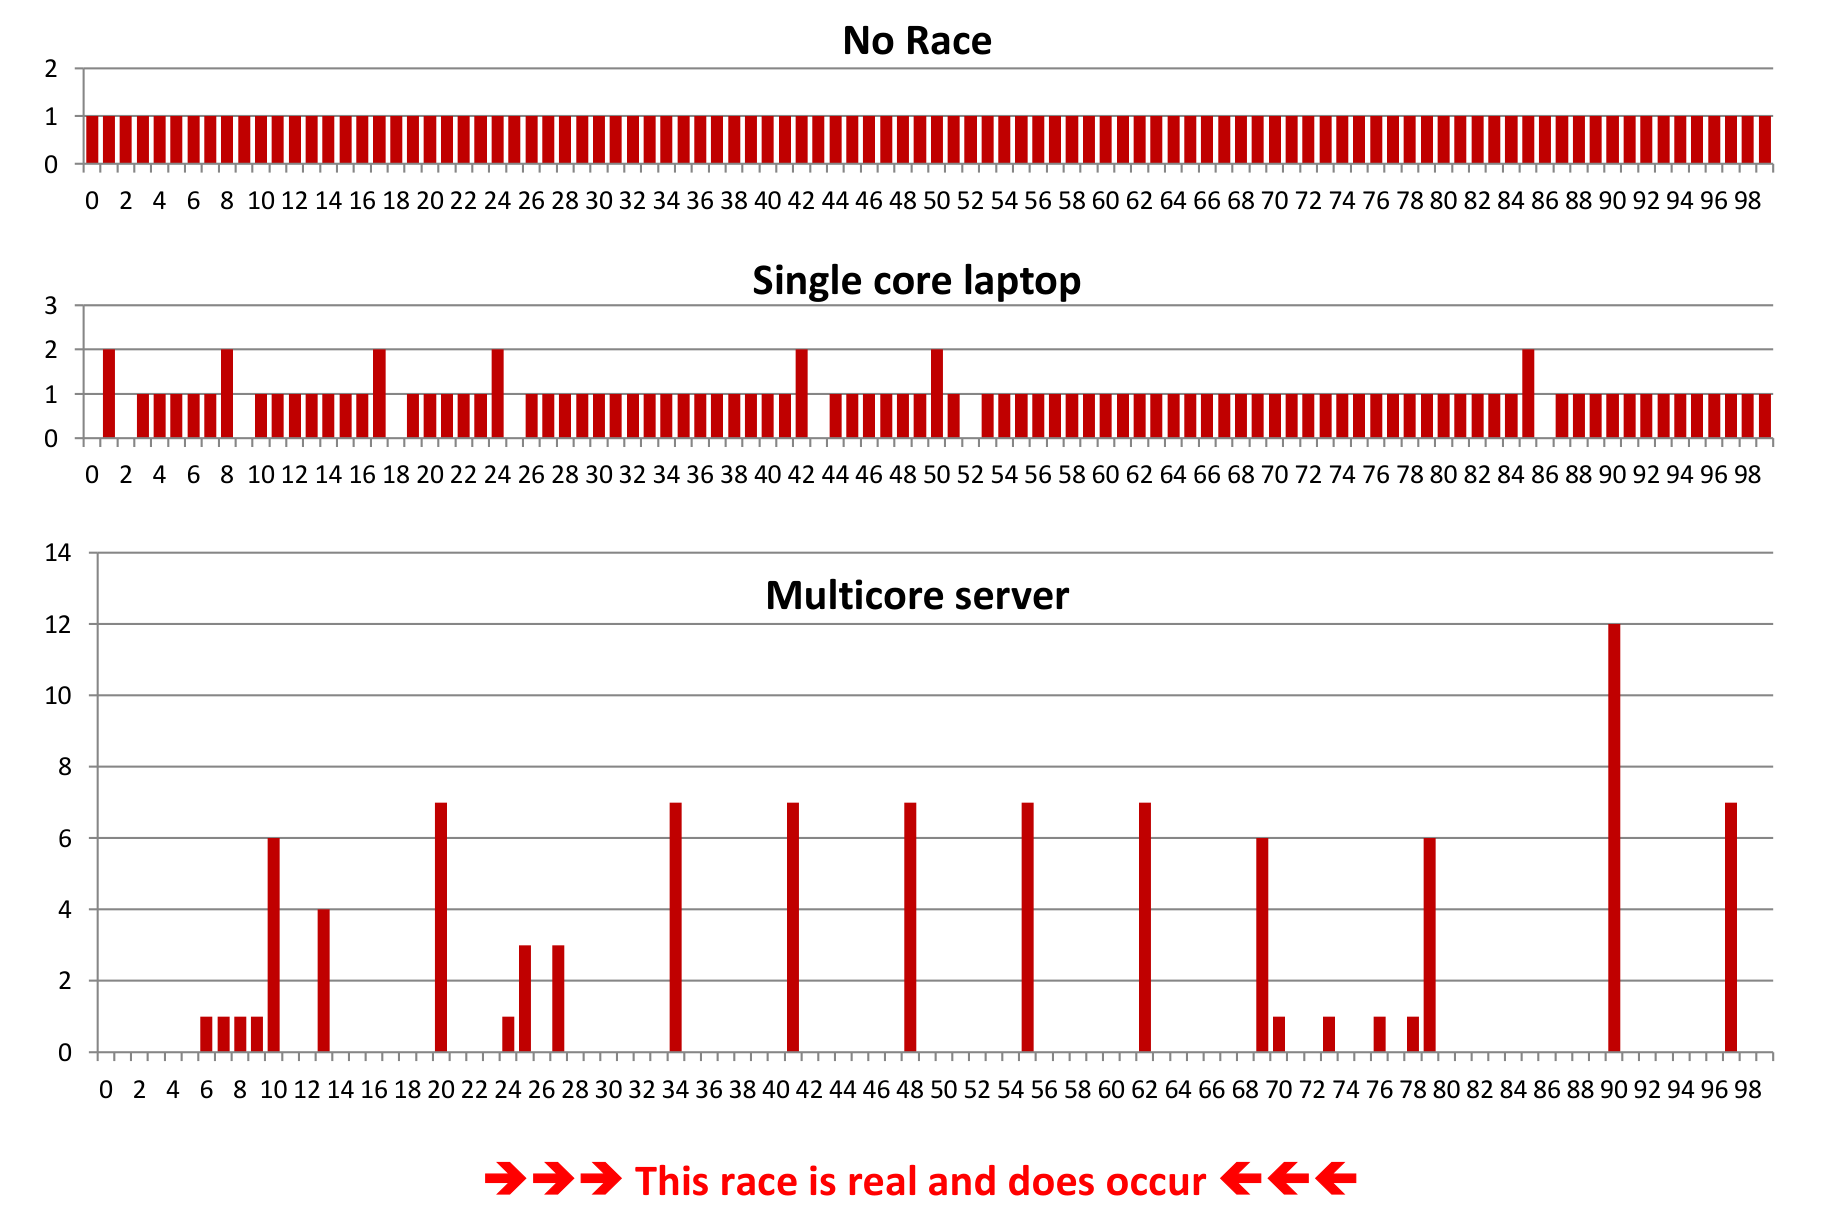 No Race
2
1
0
0 2 4 6 8 10 12 14 16 18 20 22 24 26 28 30 32 34 36 38 40 42 44 46 48 50 52 54 56 58 60 62 64 66 68 70 72 74 76 78 80 82 84 86 88 90 92 94 96 98
Single core laptop
3
2
1
0
0 2 4 6 8 10 12 14 16 18 20 22 24 26 28 30 32 34 36 38 40 42 44 46 48 50 52 54 56 58 60 62 64 66 68 70 72 74 76 78 80 82 84 86 88 90 92 94 96 98
14
Multicore server
12
10
8
6
4
2
0
0 2 4 6 8 10 12 14 16 18 20 22 24 26 28 30 32 34 36 38 40 42 44 46 48 50 52 54 56 58 60 62 64 66 68 70 72 74 76 78 80 82 84 86 88 90 92 94 96 98
➔➔➔ This race is real and does occur 🡸🡸🡸